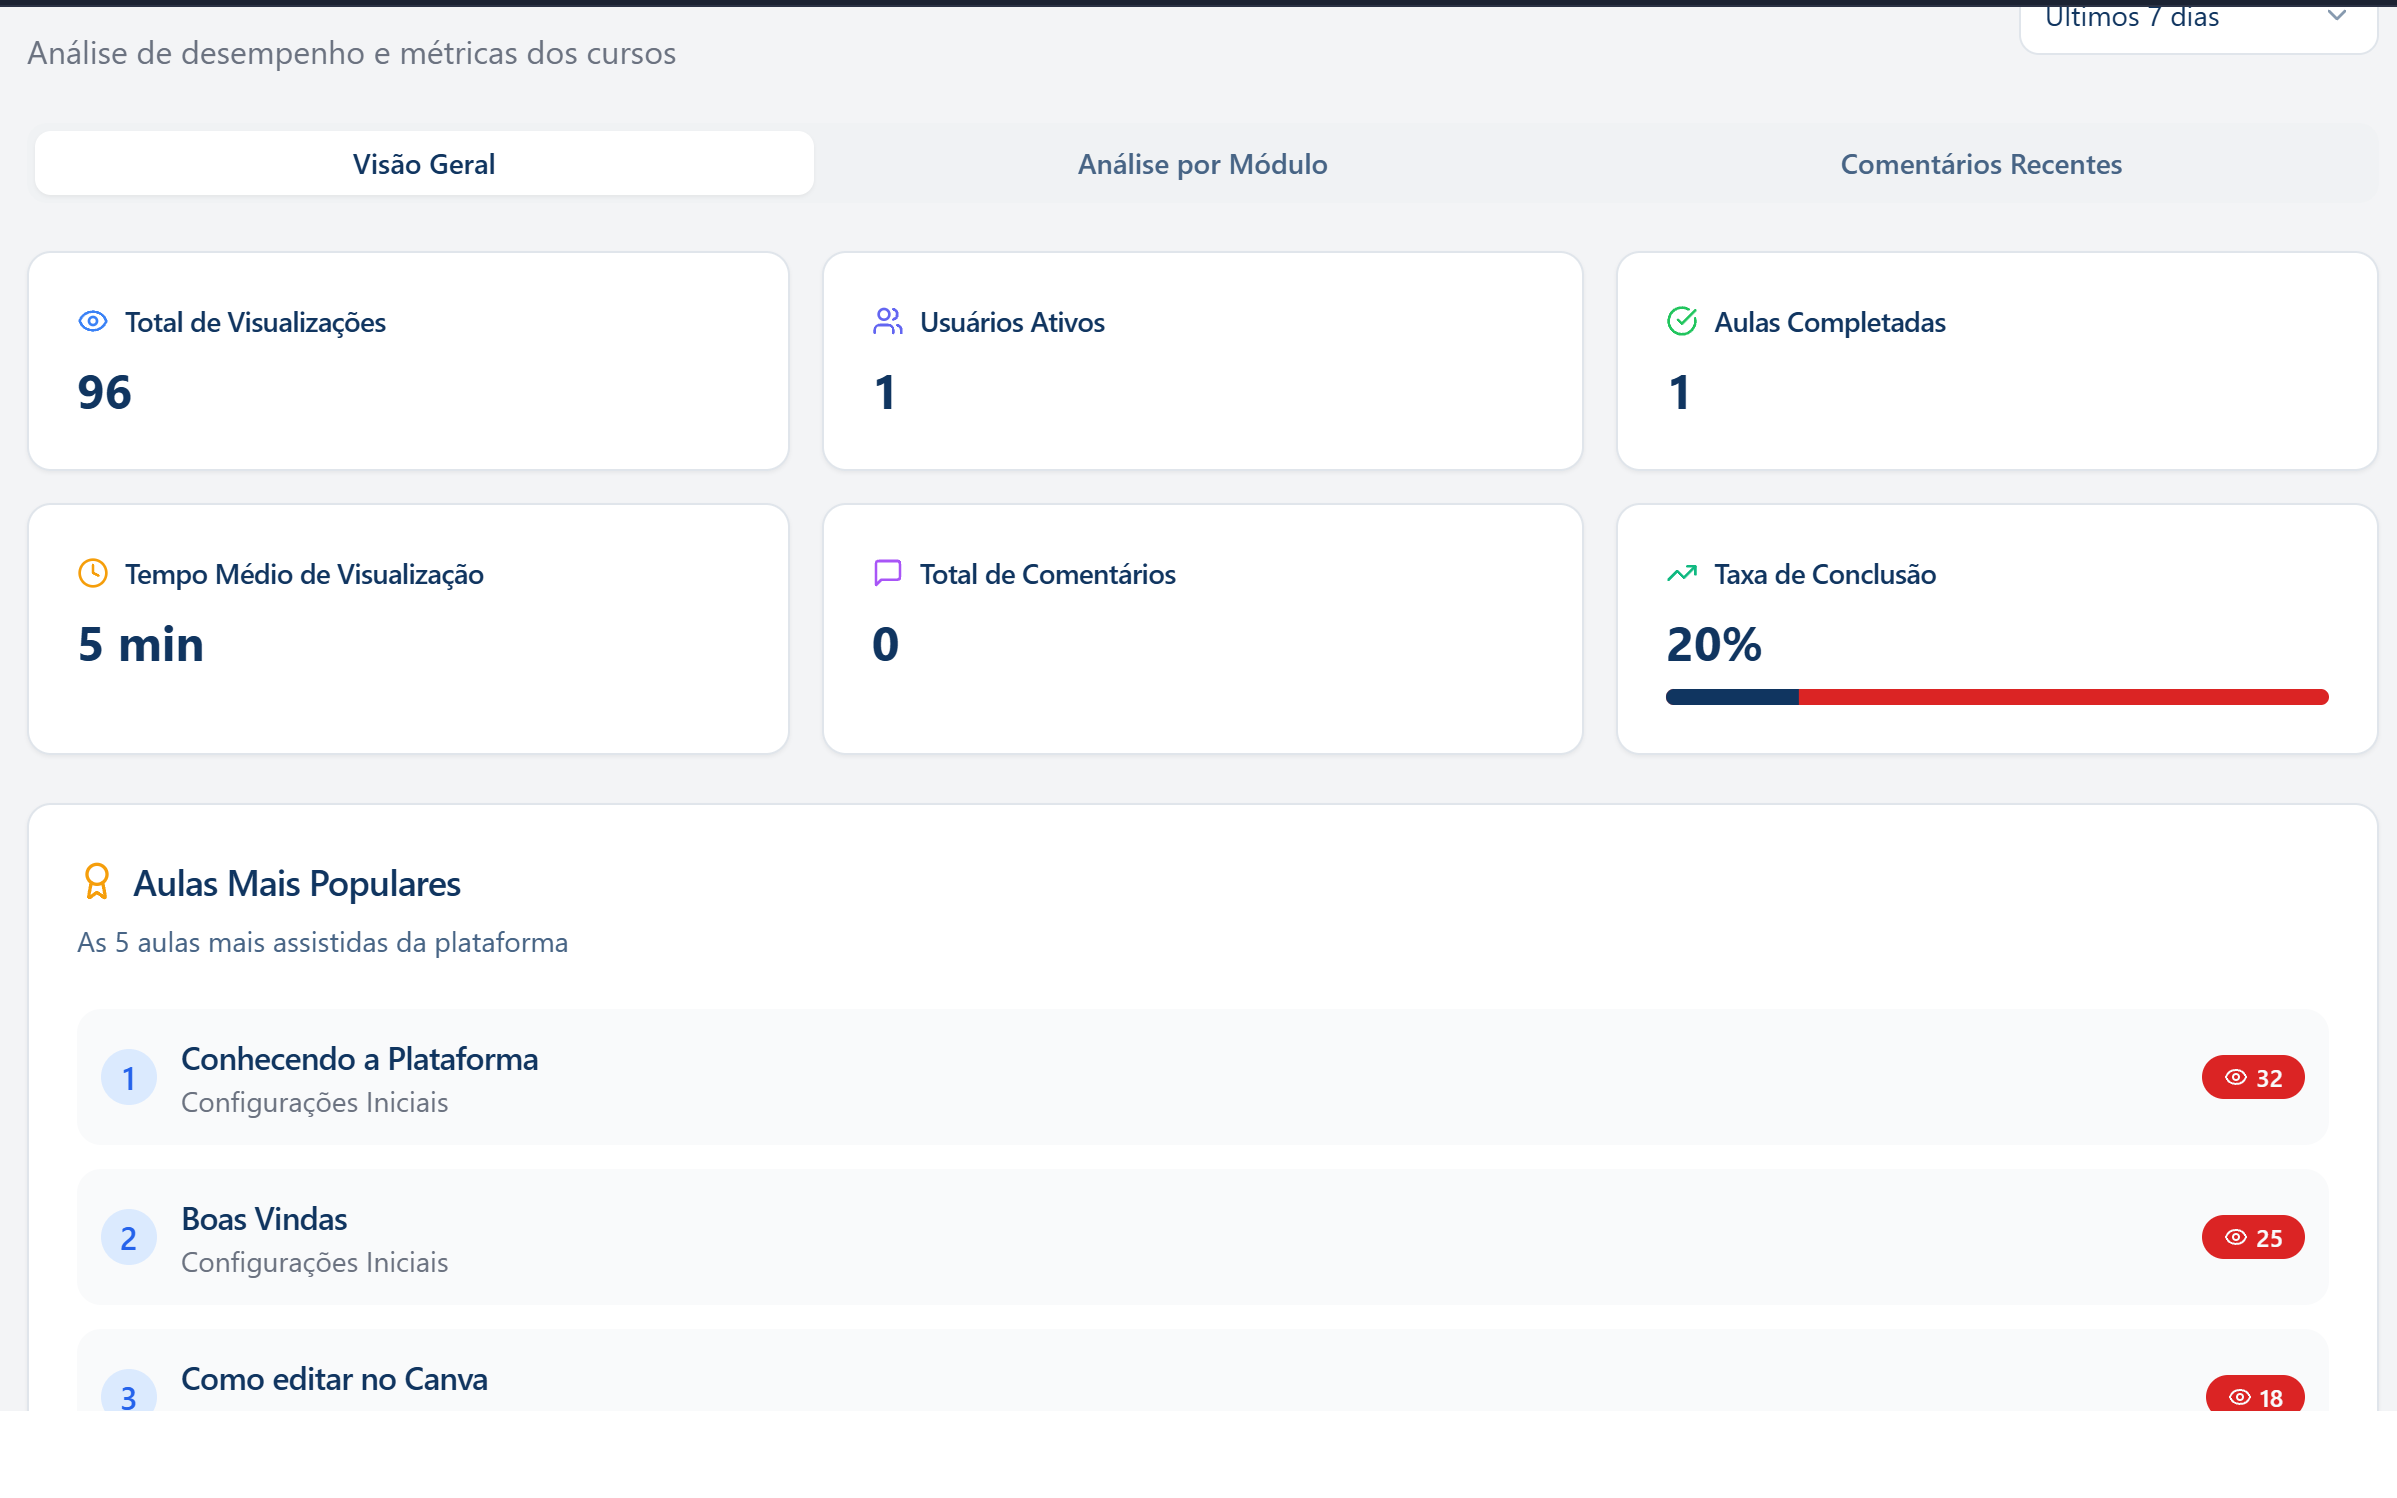 Últimos 7 dias
Análise de desempenho e métricas dos cursos
Visão Geral
Análise por Módulo
Comentários Recentes
Total de Visualizações
96
Usuários Ativos
1
Aulas Completadas
1
Tempo Médio de Visualização
5 min
Total de Comentários
0
Taxa de Conclusão
20%
Aulas Mais Populares
As 5 aulas mais assistidas da plataforma
1
Conhecendo a Plataforma
Configurações Iniciais
32
2
Boas Vindas
Configurações Iniciais
25
3
Como editar no Canva
18